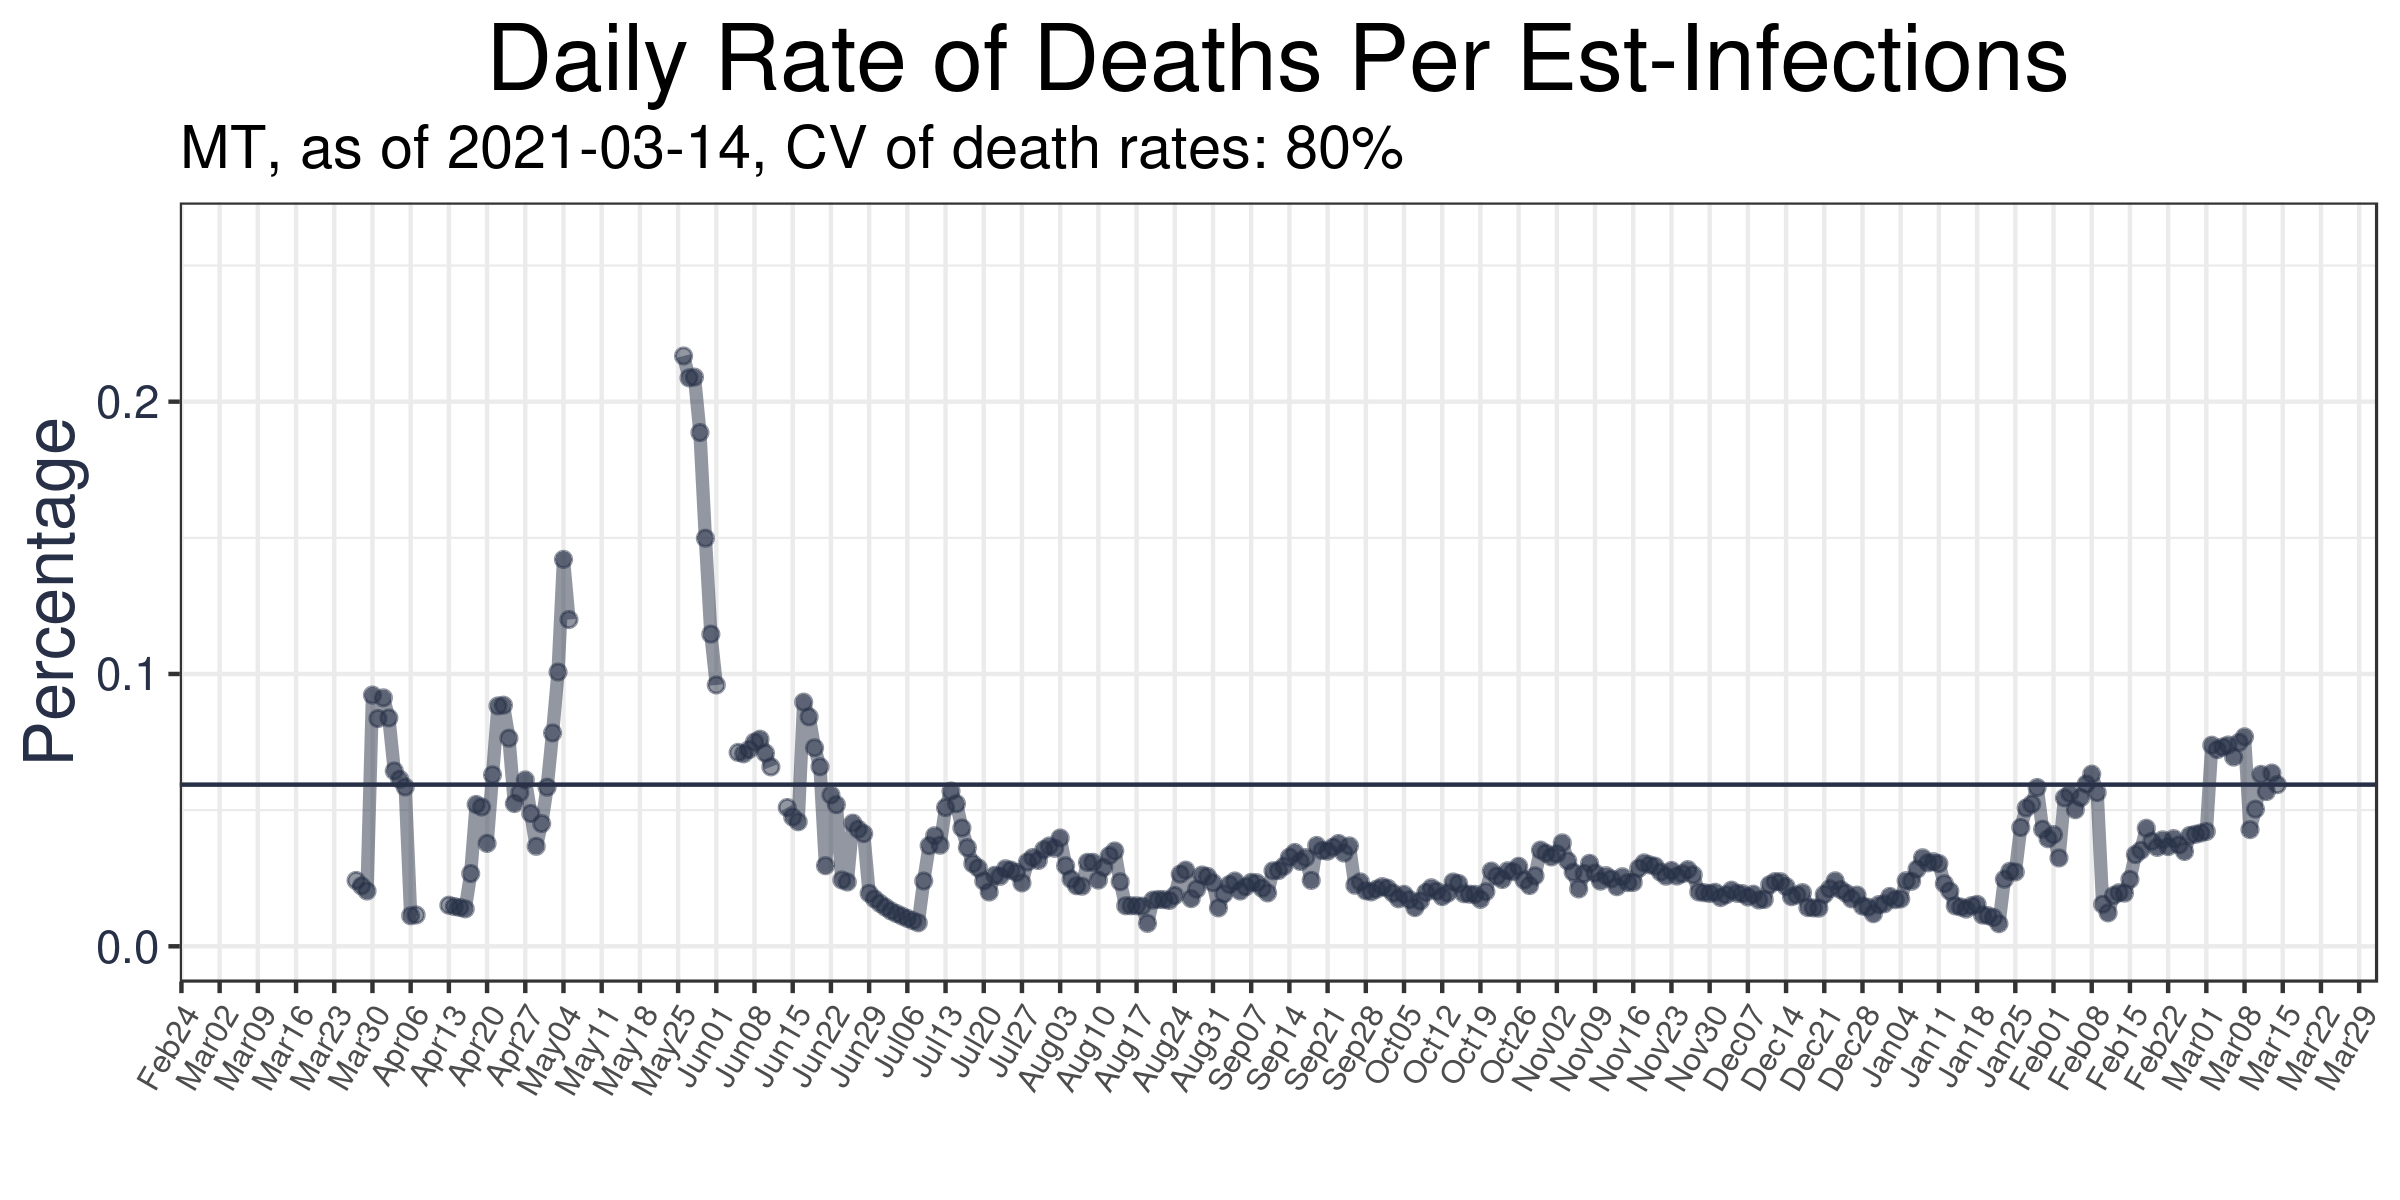 Daily Rate of Deaths Per Est-Infections
MT, as of 2021-03-14, CV of death rates: 80%
Percentage
0.2
0.1
0.0
Feb24
Mar02
Mar09
Mar16
Mar23
Mar30
Apr06
Apr13
Apr20
Apr27
May04
May11
May18
May25
Jun01
Jun08
Jun15
Jun22
Jun29
Jul06
Jul13
Jul20
Jul27
Aug03
Aug10
Aug17
Aug24
Aug31
Sep07
Sep14
Sep21
Sep28
Oct05
Oct12
Oct19
Oct26
Nov02
Nov09
Nov16
Nov23
Nov30
Dec07
Dec14
Dec21
Dec28
Jan04
Jan11
Jan18
Jan25
Feb01
Feb08
Feb15
Feb22
Mar01
Mar08
Mar15
Mar22
Mar29